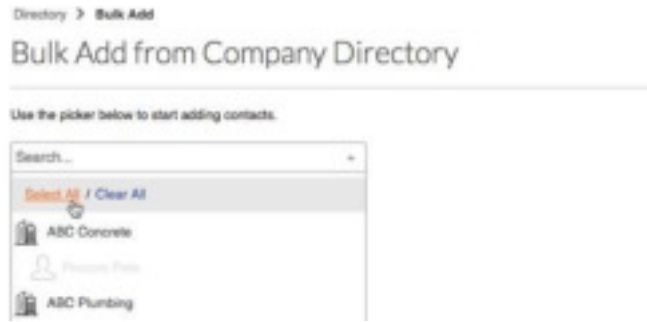 Directory > Bulk Add
Bulk Add from Company Directory
Use the picker below to start adding contacts.
Search...
Select All / Clear All
ABC Concrete
ABC Plumbing